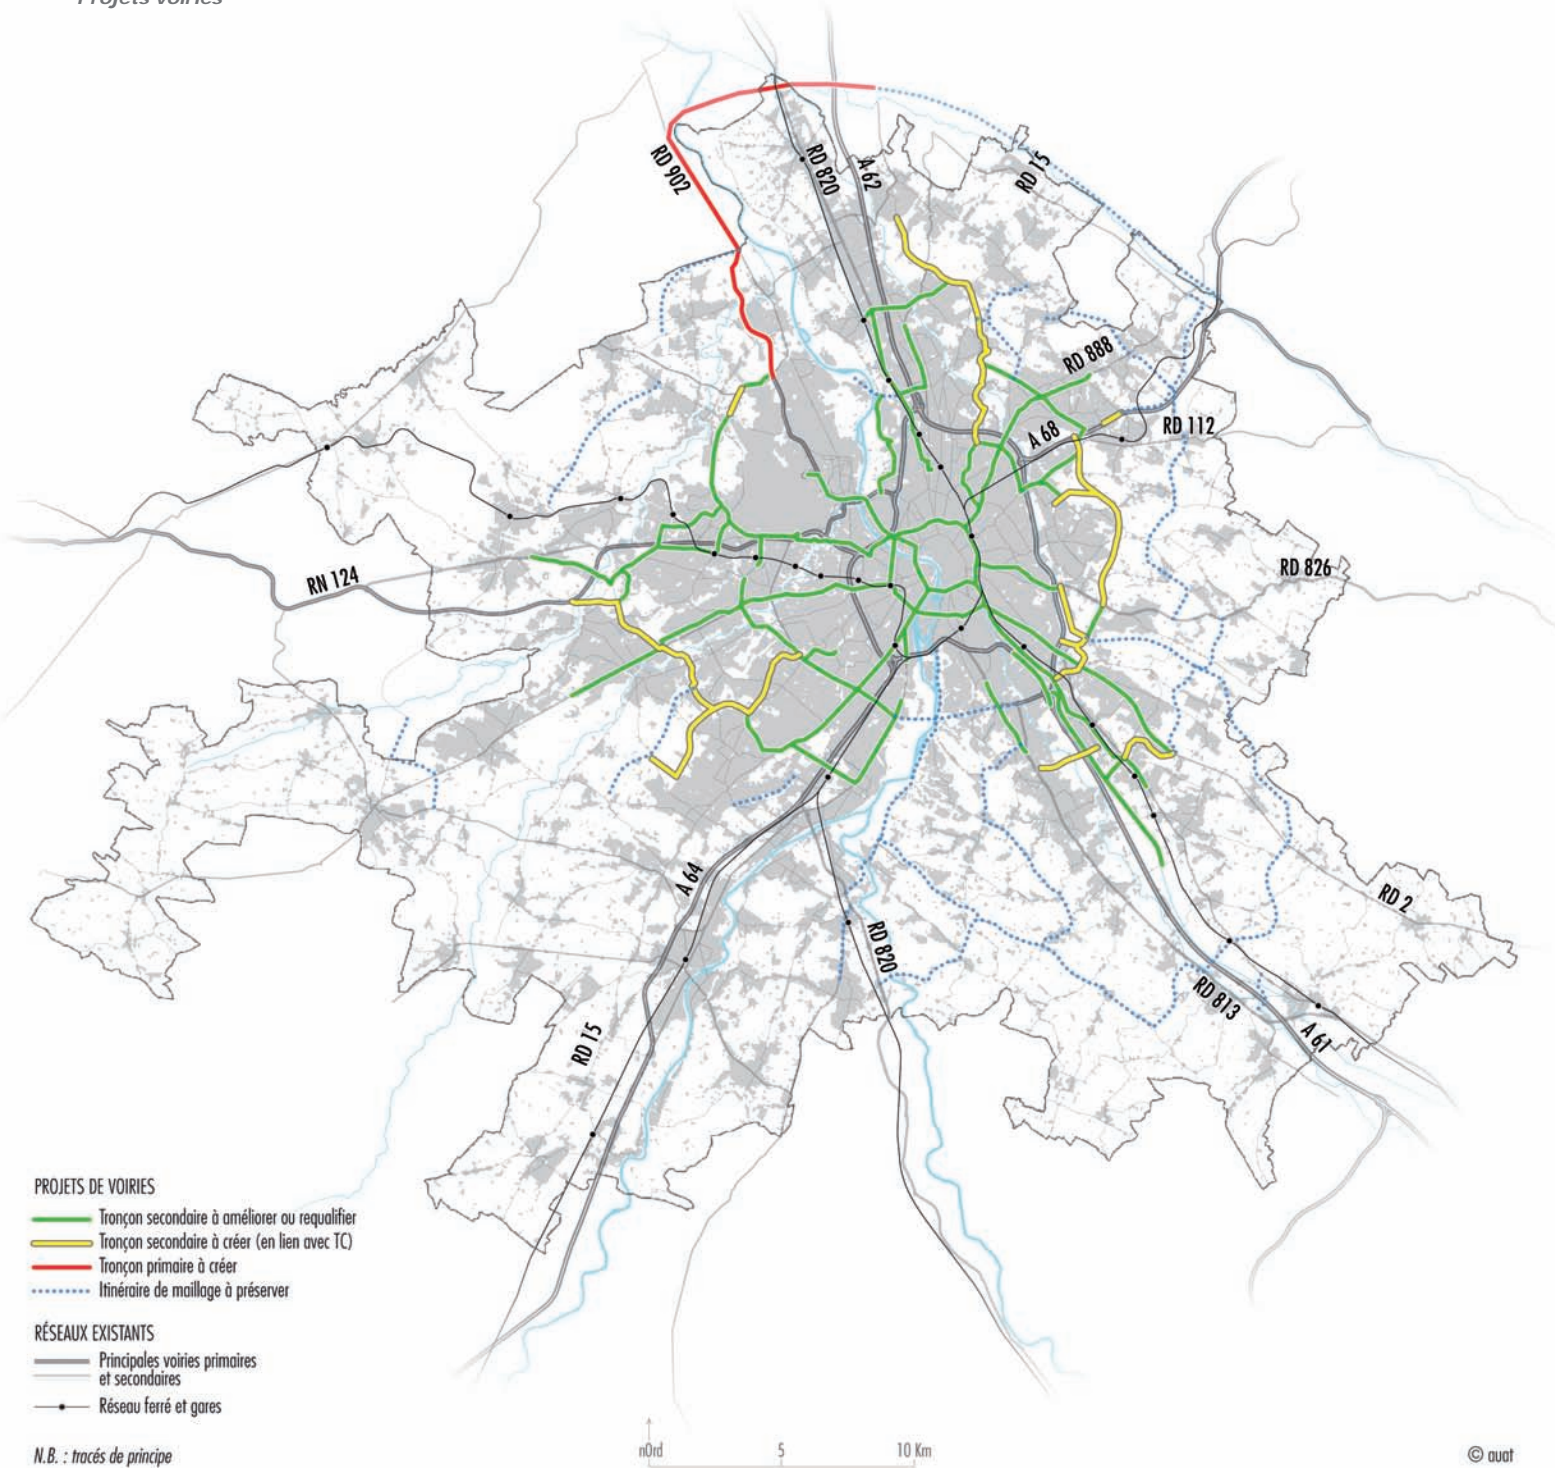 Projets voiries
RD 902
RD 820
A 62
RD 15
RD 888
A 68
RD 112
RN 124
RD 826
A 64
RD 820
RD 2
RD 813
A 61
RD 15
PROJETS DE VOIRIES
Tronçon secondaire à améliorer ou requalifier
Tronçon secondaire à créer (en lien avec TC)
Tronçon primaire à créer
Itinéraire de maillage à préserver
RÉSEAUX EXISTANTS
Principales voiries primaires
et secondaires
Réseau ferré et gares
N.B. : tracés de principe
nOrd 5 10 Km
© auat